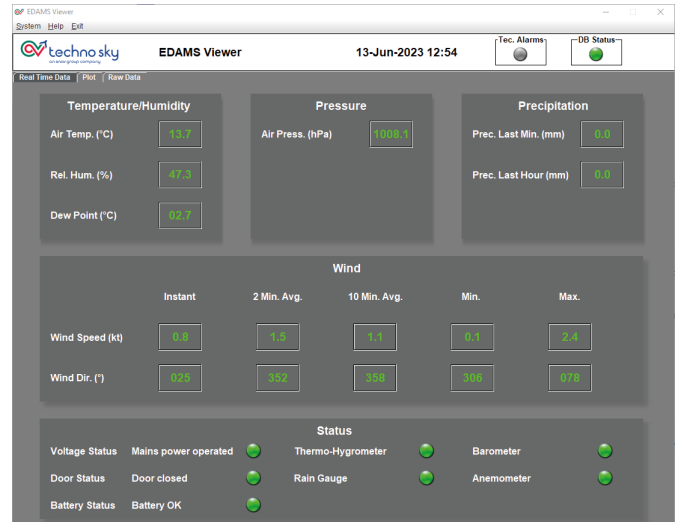 EDAMS Viewer
System Help Exit
techno sky
an enav group company
EDAMS Viewer
13-Jun-2023 12:54
Tec. Alarms
DB Status
Real Time Data Plot Raw Data
Temperature/Humidity
Air Temp. (°C) 13.7
Rel. Hum. (%) 47.3
Dew Point (°C) 02.7
Pressure
Air Press. (hPa) 1008.1
Precipitation
Prec. Last Min. (mm) 0.0
Prec. Last Hour (mm) 0.0
Wind
Instant 2 Min. Avg. 10 Min. Avg. Min. Max.
Wind Speed (kt) 0.8 1.5 1.1 0.1 2.4
Wind Dir. (°) 025 352 358 306 078
Status
Voltage Status Mains power operated Thermo-Hygrometer Barometer
Door Status Door closed Rain Gauge Anemometer
Battery Status Battery OK